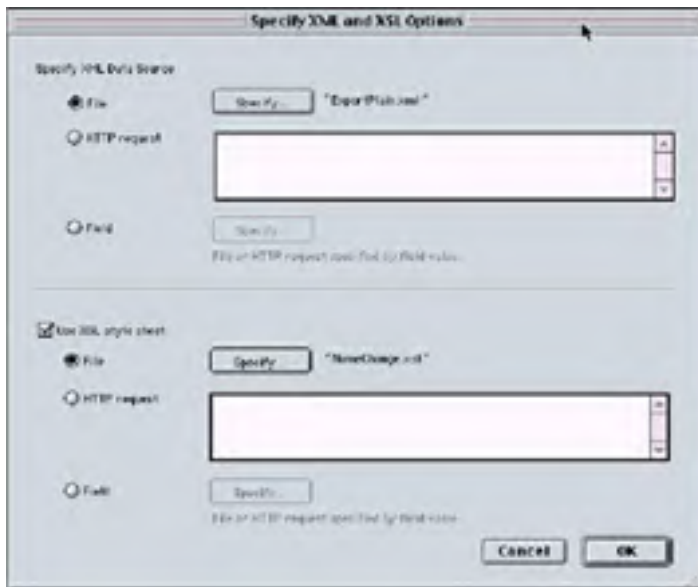 Specify XML and XSL Options
Specify XML Data Source
File
Specify... "ExportPlain.xml"
HTTP request
Field
Specify...
File or HTTP request specified by field value.
Use XSL style sheet
File
Specify... "NameChange.xsl"
HTTP request
Field
Specify...
File or HTTP request specified by field value.
Cancel
OK